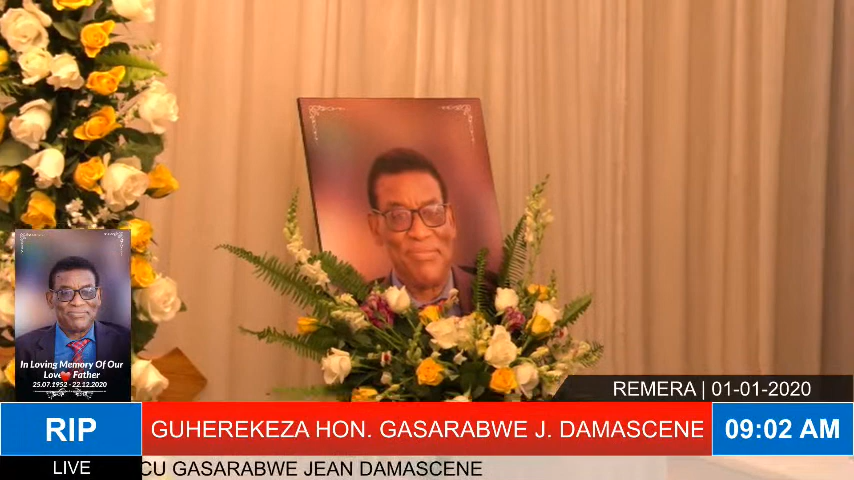 In Loving Memory Of Our
Love❤ Father
25.07.1952 - 22.12.2020
REMERA | 01-01-2020
RIP
GUHEREKEZA HON. GASARABWE J. DAMASCENE
09:02 AM
LIVE
CU GASARABWE JEAN DAMASCENE